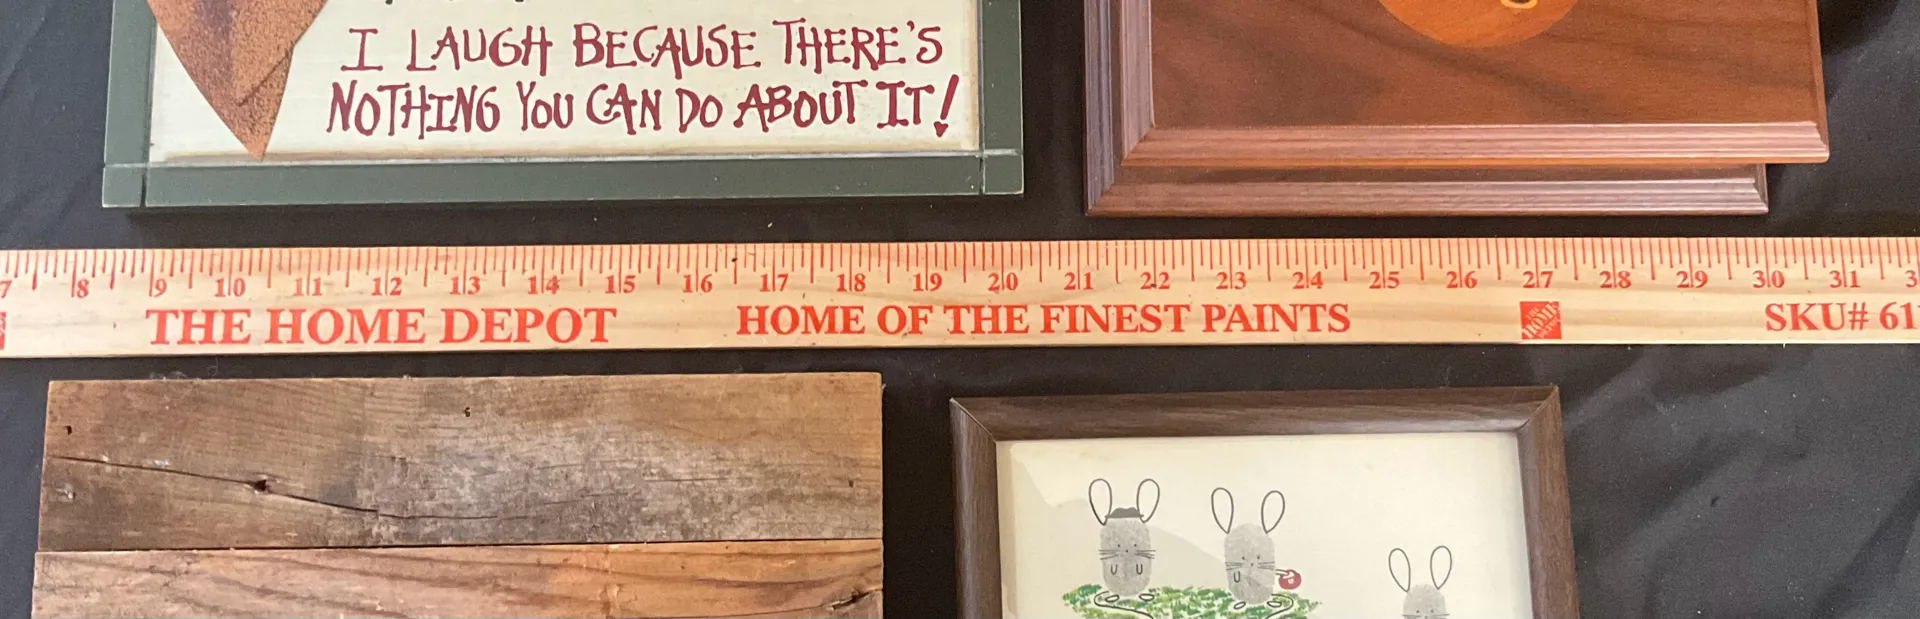 I LAUGH BECAUSE THERE'S
NOTHING YOU CAN DO ABOUT IT!
7 8 9 10 11 12 13 14 15 16 17 18 19 20 21 22 23 24 25 26 27 28 29 30 31
THE HOME DEPOT HOME OF THE FINEST PAINTS SKU# 61